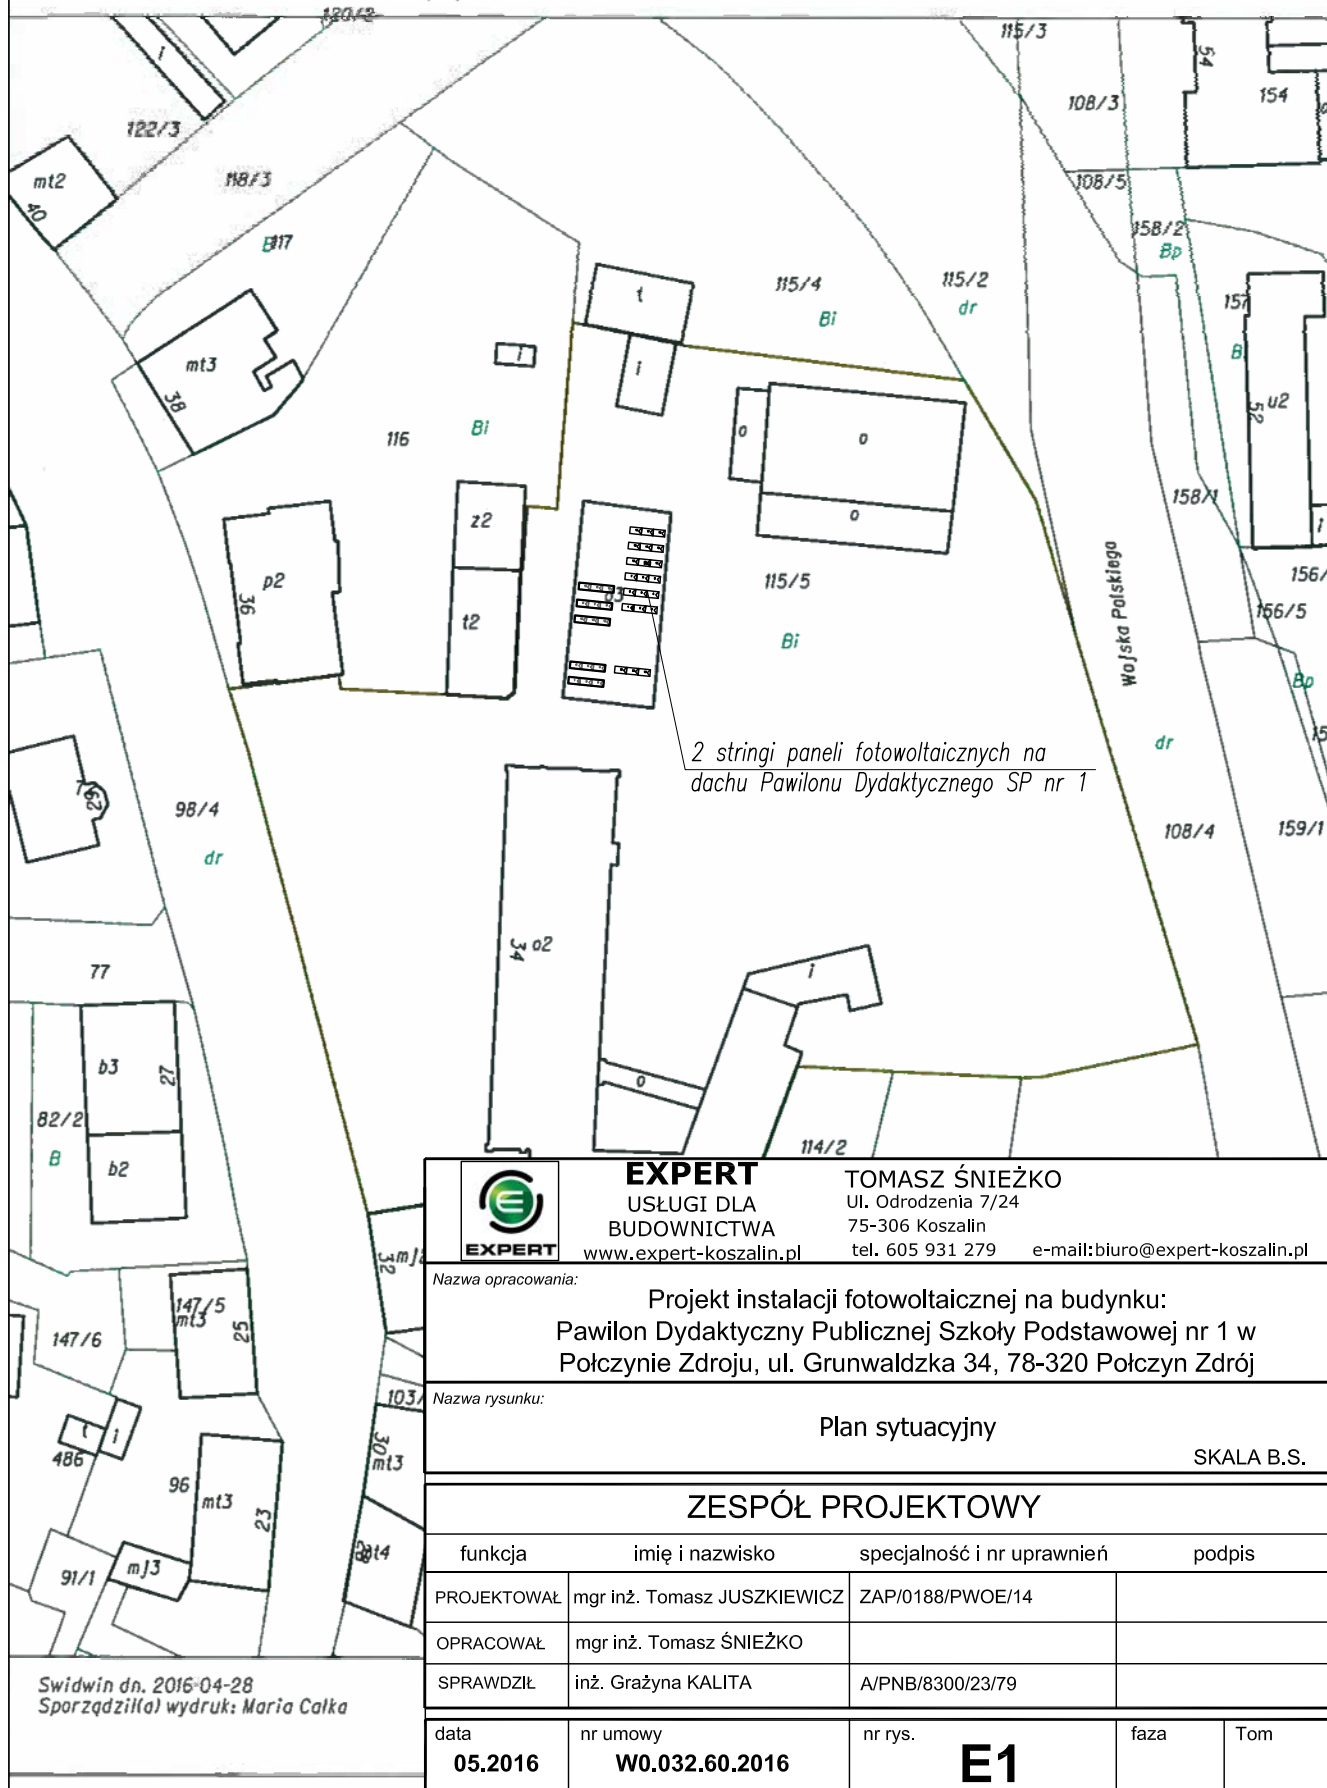 120/2
115/3
i
54
154
108/3
122/3
mt2
40
118/3
108/5
158/2
Bp
117
t
115/4
115/2
Bi
dr
157
i
i
mt3
38
B
52
u2
116
Bi
o
o
o
z2
158/1
i
p2
36
t2
115/5
Bi
Wojska Polskiego
156/
156/5
Bp
dr
2 stringi paneli fotowoltaicznych na
dachu Pawilonu Dydaktycznego SP nr 1
98/4
dr
108/4
159/1
34
o2
i
77
b3
27
o
82/2
B
b2
114/2
EXPERT
EXPERT
USŁUGI DLA
BUDOWNICTWA
www.expert-koszalin.pl
TOMASZ ŚNIEŻKO
Ul. Odrodzenia 7/24
75-306 Koszalin
tel. 605 931 279 e-mail:biuro@expert-koszalin.pl
32
Nazwa opracowania:
Projekt instalacji fotowoltaicznej na budynku:
Pawilon Dydaktyczny Publicznej Szkoły Podstawowej nr 1 w
Połczynie Zdroju, ul. Grunwaldzka 34, 78-320 Połczyn Zdrój
147/5
mt3
25
147/6
103/
Nazwa rysunku:
Plan sytuacyjny
SKALA B.S.
t
i
486
30
mt3
96
mt3
23
91/1
mj3
ZESPÓŁ PROJEKTOWY
funkcja imię i nazwisko specjalność i nr uprawnień podpis
PROJEKTOWAŁ mgr inż. Tomasz JUSZKIEWICZ ZAP/0188/PWOE/14
OPRACOWAŁ mgr inż. Tomasz ŚNIEŻKO
SPRAWDZIŁ inż. Grażyna KALITA A/PNB/8300/23/79
Swidwin dn. 2016-04-28
Sporządził(a) wydruk: Maria Całka
data nr umowy nr rys. faza Tom
05.2016 W0.032.60.2016 E1